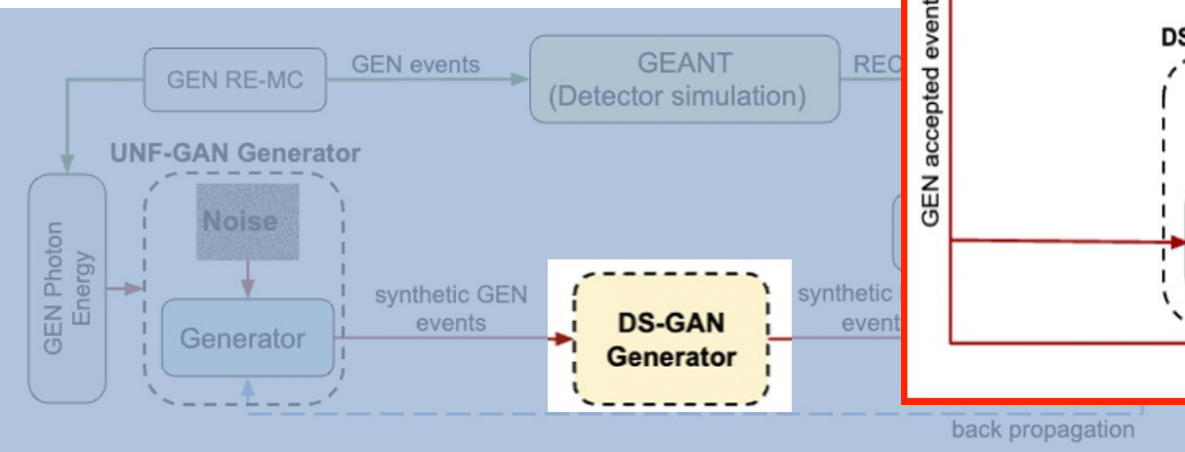 GEN RE-MC
GEN events
GEANT
(Detector simulation)
REC
UNF-GAN Generator
GEN Photon
Energy
Noise
Generator
synthetic GEN
events
DS-GAN
Generator
synthetic
event
back propagation
GEN accepted event
DS